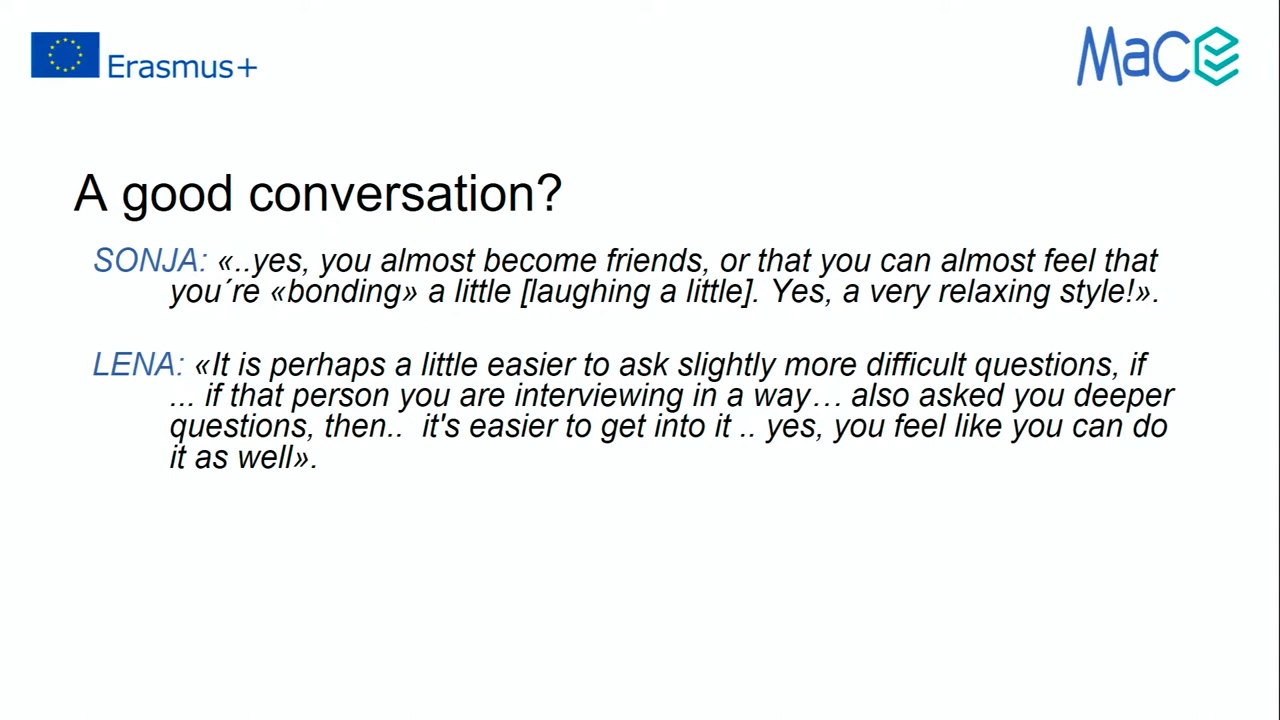 Erasmus+
MaCE
A good conversation?
SONJA: «..yes, you almost become friends, or that you can almost feel that
you´re «bonding» a little [laughing a little]. Yes, a very relaxing style!».
LENA: «It is perhaps a little easier to ask slightly more difficult questions, if
... if that person you are interviewing in a way… also asked you deeper
questions, then.. it's easier to get into it .. yes, you feel like you can do
it as well».